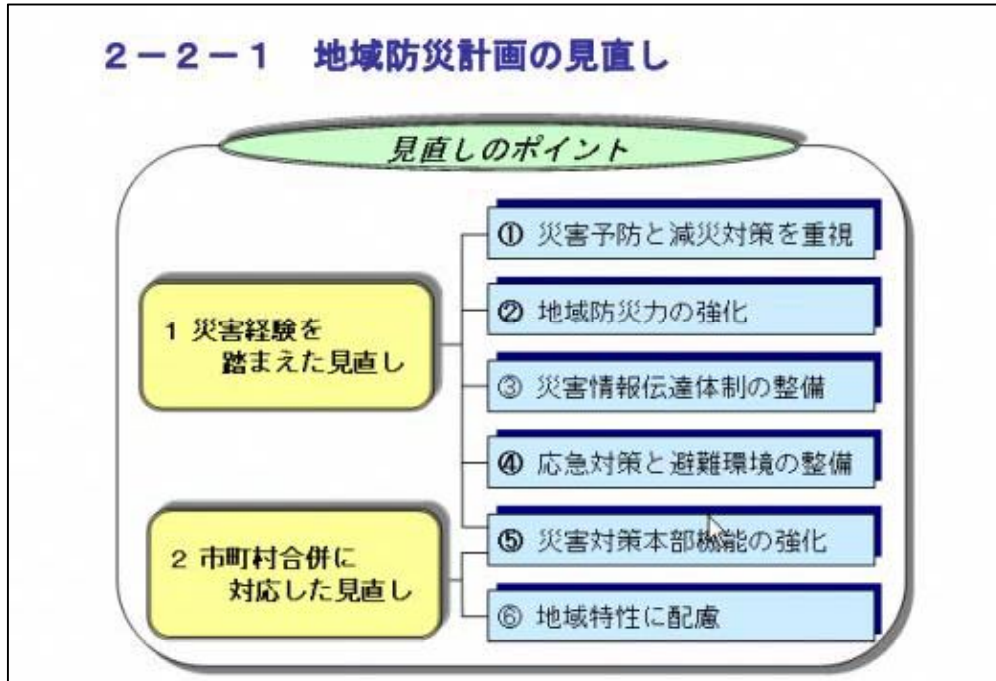 ２－２－１　地域防災計画の見直し
見直しのポイント
1 災害経験を
踏まえた見直し
① 災害予防と減災対策を重視
② 地域防災力の強化
③ 災害情報伝達体制の整備
④ 応急対策と避難環境の整備
⑤ 災害対策本部機能の強化
2 市町村合併に
対応した見直し
⑥ 地域特性に配慮